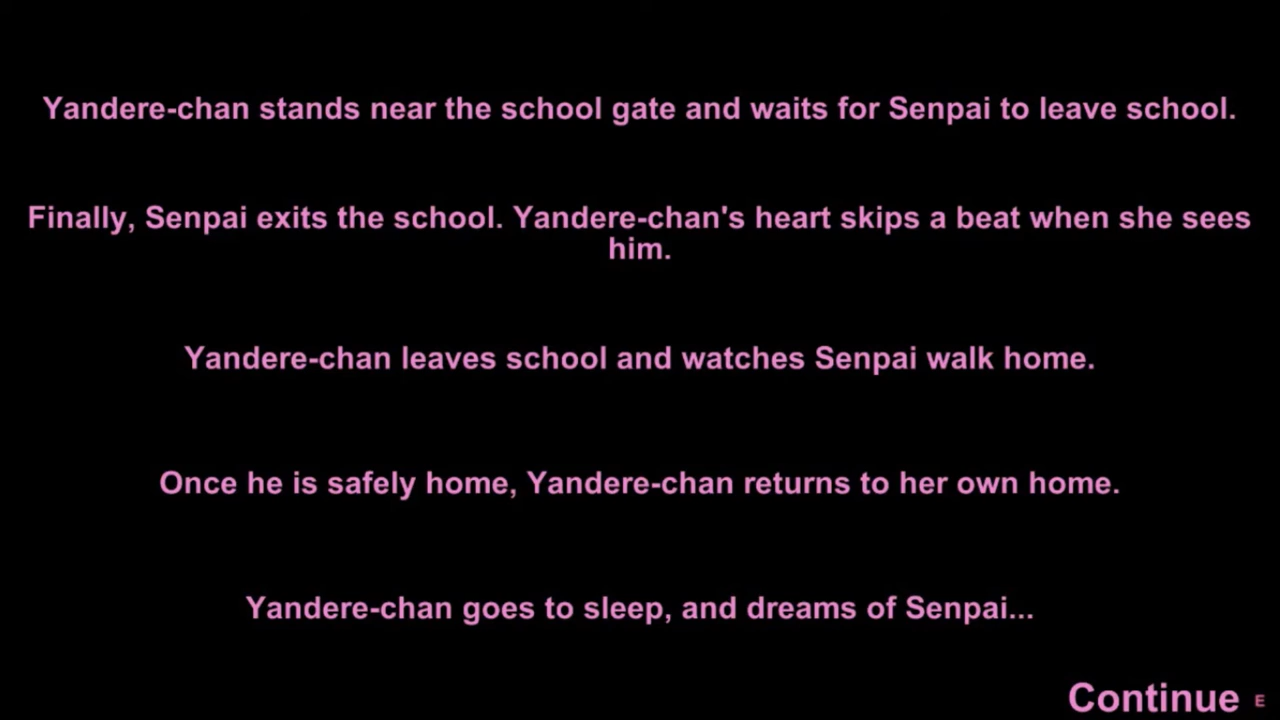 Yandere-chan stands near the school gate and waits for Senpai to leave school.
Finally, Senpai exits the school. Yandere-chan's heart skips a beat when she sees
him.
Yandere-chan leaves school and watches Senpai walk home.
Once he is safely home, Yandere-chan returns to her own home.
Yandere-chan goes to sleep, and dreams of Senpai...
Continue E